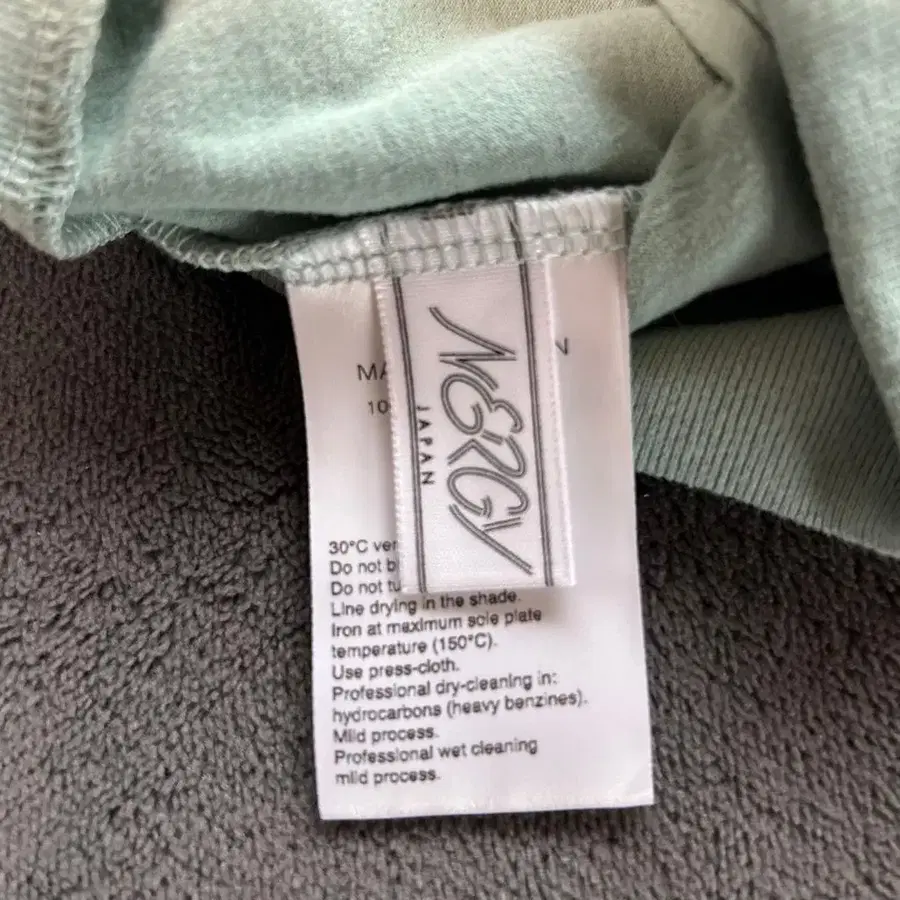 NERGY
JAPAN
MA
N
10
30°C ver
Do not b
Do not tu
Line drying in the shade.
Iron at maximum sole plate
temperature (150°C).
Use press-cloth.
Professional dry-cleaning in:
hydrocarbons (heavy benzines).
Mild process.
Professional wet cleaning
mild process.